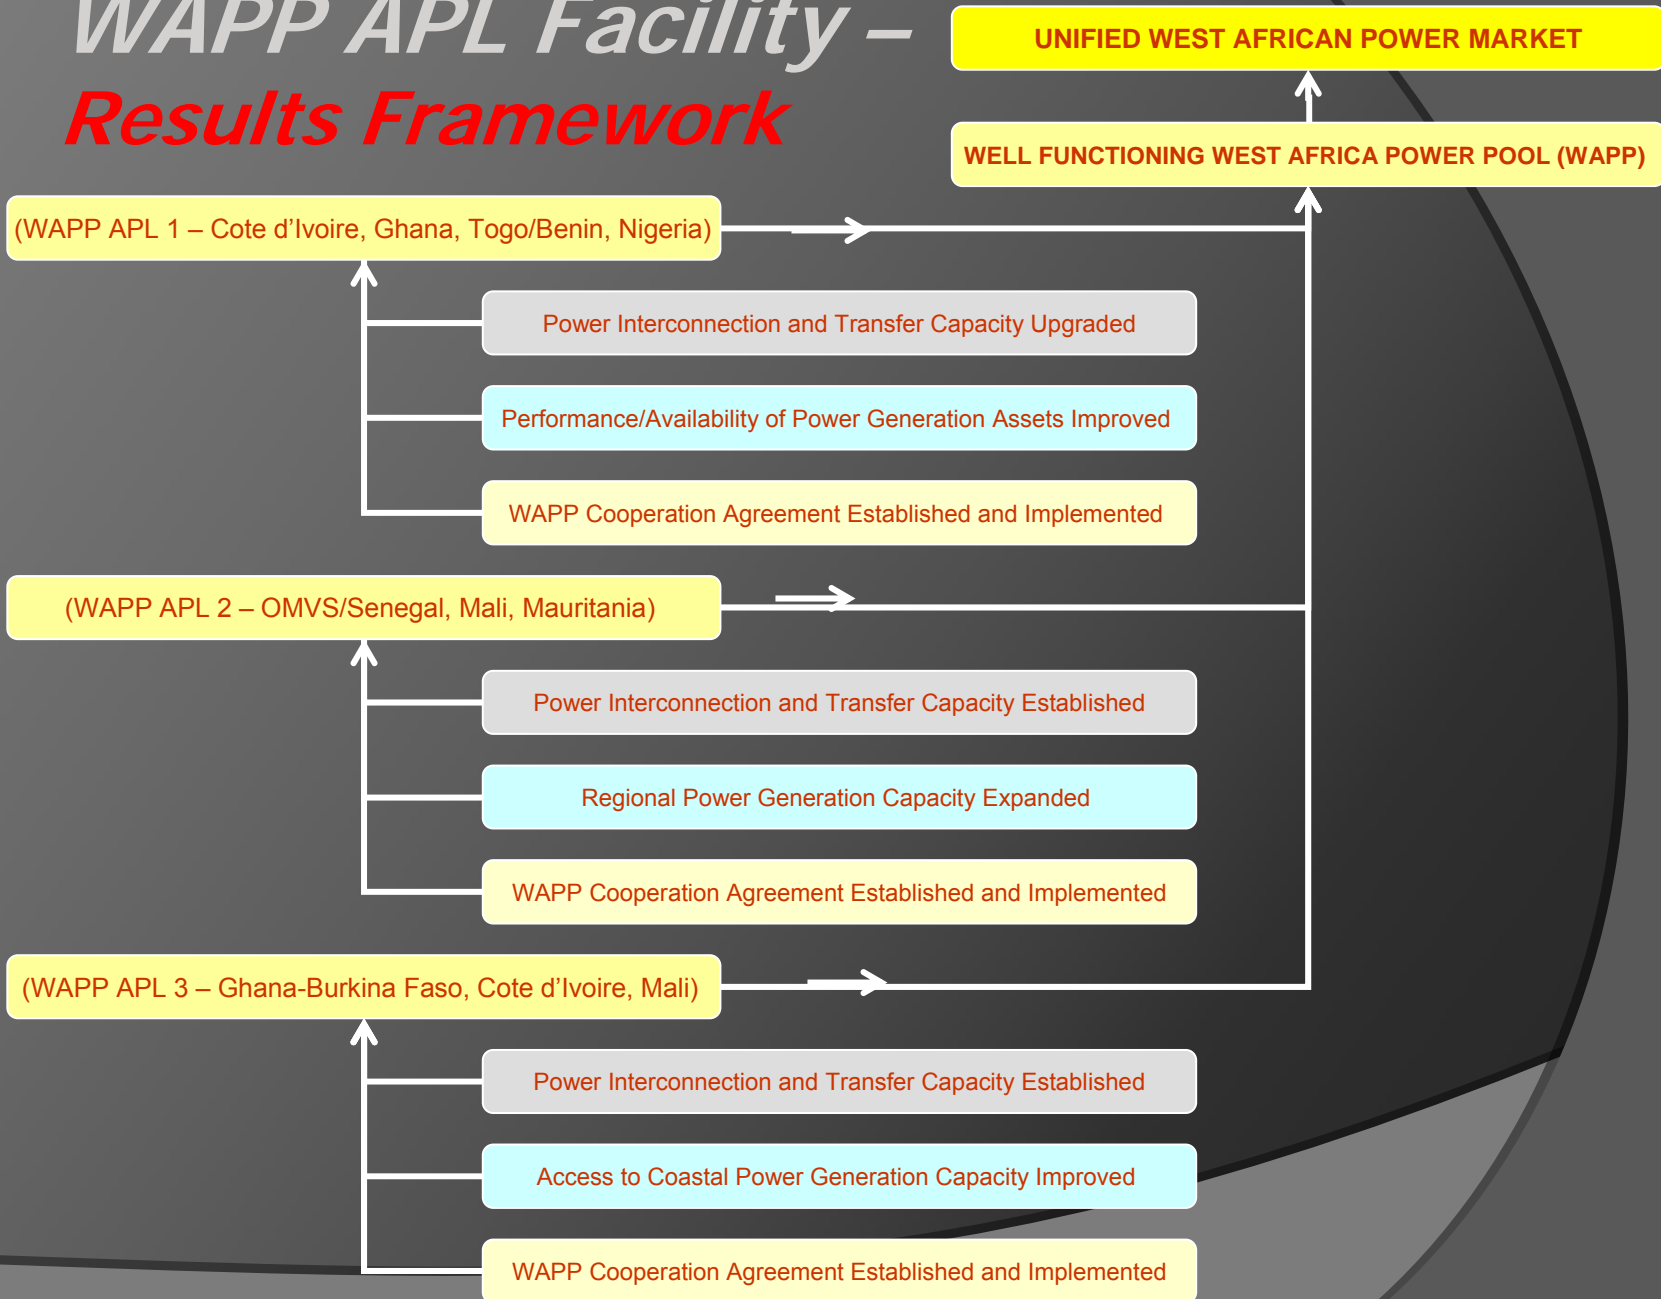 WAPP APL Facility –
Results Framework
UNIFIED WEST AFRICAN POWER MARKET
WELL FUNCTIONING WEST AFRICA POWER POOL (WAPP)
(WAPP APL 1 – Cote d’Ivoire, Ghana, Togo/Benin, Nigeria)
Power Interconnection and Transfer Capacity Upgraded
Performance/Availability of Power Generation Assets Improved
WAPP Cooperation Agreement Established and Implemented
(WAPP APL 2 – OMVS/Senegal, Mali, Mauritania)
Power Interconnection and Transfer Capacity Established
Regional Power Generation Capacity Expanded
WAPP Cooperation Agreement Established and Implemented
(WAPP APL 3 – Ghana-Burkina Faso, Cote d’Ivoire, Mali)
Power Interconnection and Transfer Capacity Established
Access to Coastal Power Generation Capacity Improved
WAPP Cooperation Agreement Established and Implemented